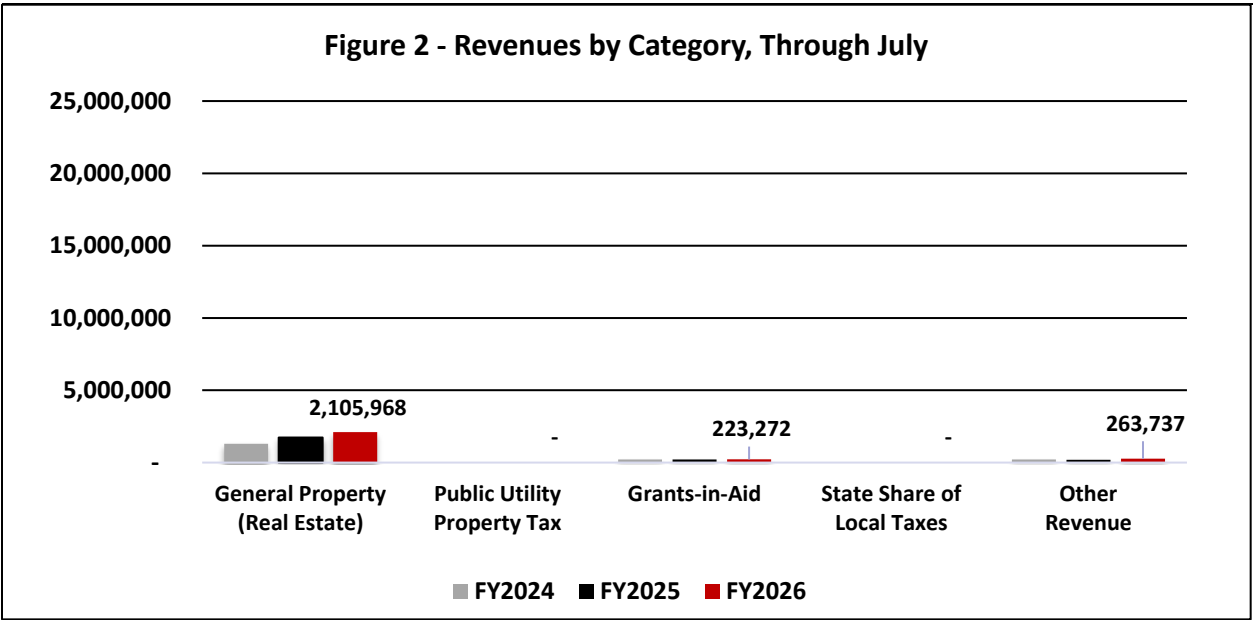 Figure 2 - Revenues by Category, Through July
25,000,000
20,000,000
15,000,000
10,000,000
5,000,000
-
2,105,968
-
223,272
-
263,737
General Property
(Real Estate)
Public Utility
Property Tax
Grants-in-Aid
State Share of
Local Taxes
Other
Revenue
FY2024 FY2025 FY2026